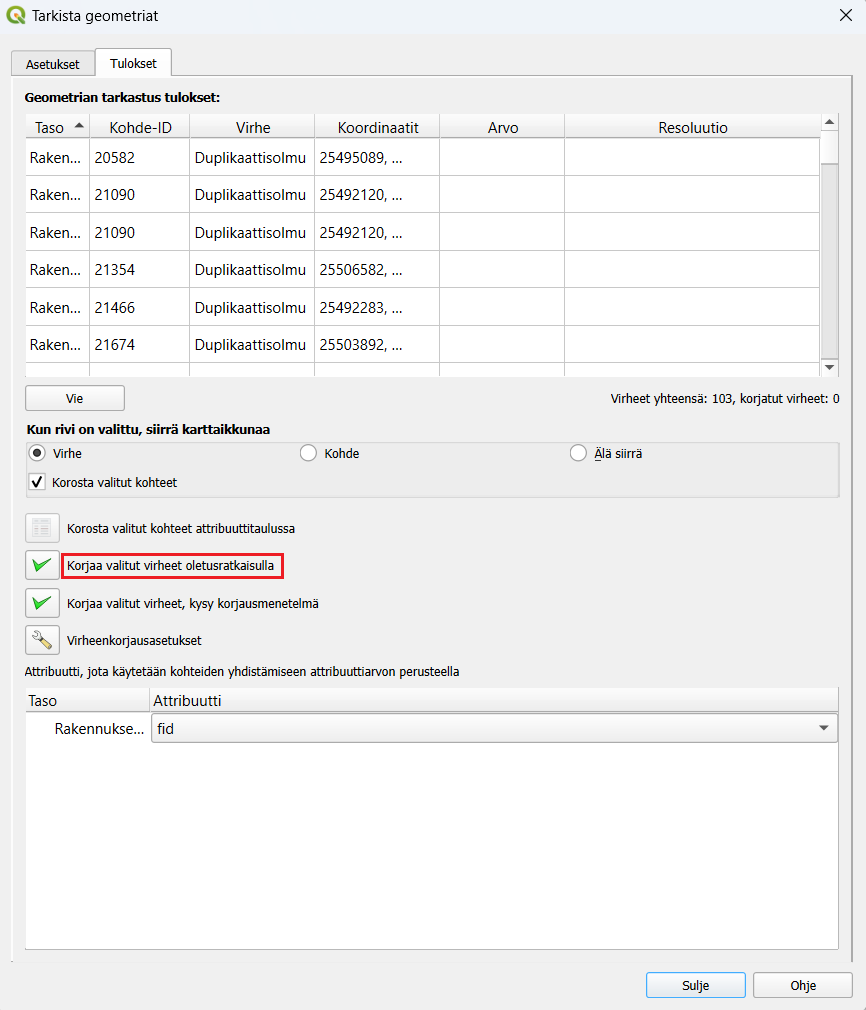 Tarkista geometriat
Asetukset Tulokset
Geometrian tarkastus tulokset:
Taso Kohde-ID Virhe Koordinaatit Arvo Resoluutio
Raken... 20582 Duplikaattisolmu 25495089, ...
Raken... 21090 Duplikaattisolmu 25492120, ...
Raken... 21090 Duplikaattisolmu 25492120, ...
Raken... 21354 Duplikaattisolmu 25506582, ...
Raken... 21466 Duplikaattisolmu 25492283, ...
Raken... 21674 Duplikaattisolmu 25503892, ...
Vie Virheet yhteensä: 103, korjatut virheet: 0
Kun rivi on valittu, siirrä karttaikkunaa
Virhe Kohde Älä siirrä
Korosta valitut kohteet
Korosta valitut kohteet attribuuttitaulussa
Korjaa valitut virheet oletusratkaisulla
Korjaa valitut virheet, kysy korjausmenetelmä
Virheenkorjausasetukset
Attribuutti, jota käytetään kohteiden yhdistämiseen attribuuttiarvon perusteella
Taso Attribuutti
Rakennukse... fid
Sulje Ohje